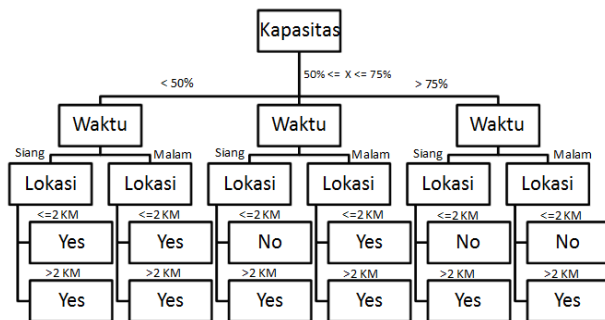 Kapasitas
< 50%
50% <= X <= 75%
> 75%
Waktu Waktu Waktu
Siang Malam Siang Malam Siang Malam
Lokasi Lokasi Lokasi Lokasi Lokasi Lokasi
<=2 KM <=2 KM <=2 KM <=2 KM <=2 KM <=2 KM
Yes Yes No Yes No No
>2 KM >2 KM >2 KM >2 KM >2 KM >2 KM
Yes Yes Yes Yes Yes Yes